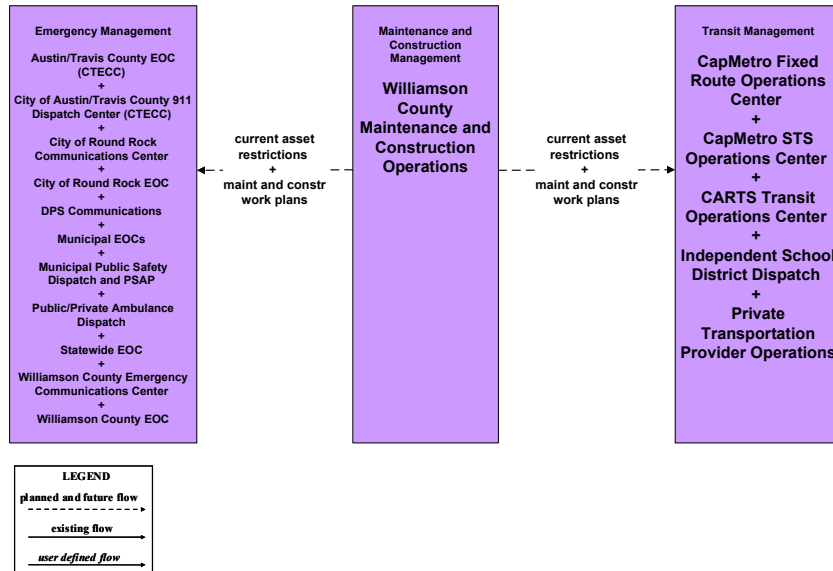 Emergency Management
Austin/Travis County EOC
(CTECC)
+
City of Austin/Travis County 911
Dispatch Center (CTECC)
+
City of Round Rock
Communications Center
+
City of Round Rock EOC
+
DPS Communications
+
Municipal EOCs
+
Municipal Public Safety
Dispatch and PSAP
+
Public/Private Ambulance
Dispatch
+
Statewide EOC
+
Williamson County Emergency
Communications Center
+
Williamson County EOC
current asset
restrictions
+
maint and constr
work plans
Maintenance and
Construction
Management
Williamson
County
Maintenance and
Construction
Operations
current asset
restrictions
+
maint and constr
work plans
Transit Management
CapMetro Fixed
Route Operations
Center
+
CapMetro STS
Operations Center
+
CARTS Transit
Operations Center
+
Independent School
District Dispatch
+
Private
Transportation
Provider Operations
LEGEND
planned and future flow
existing flow
user defined flow